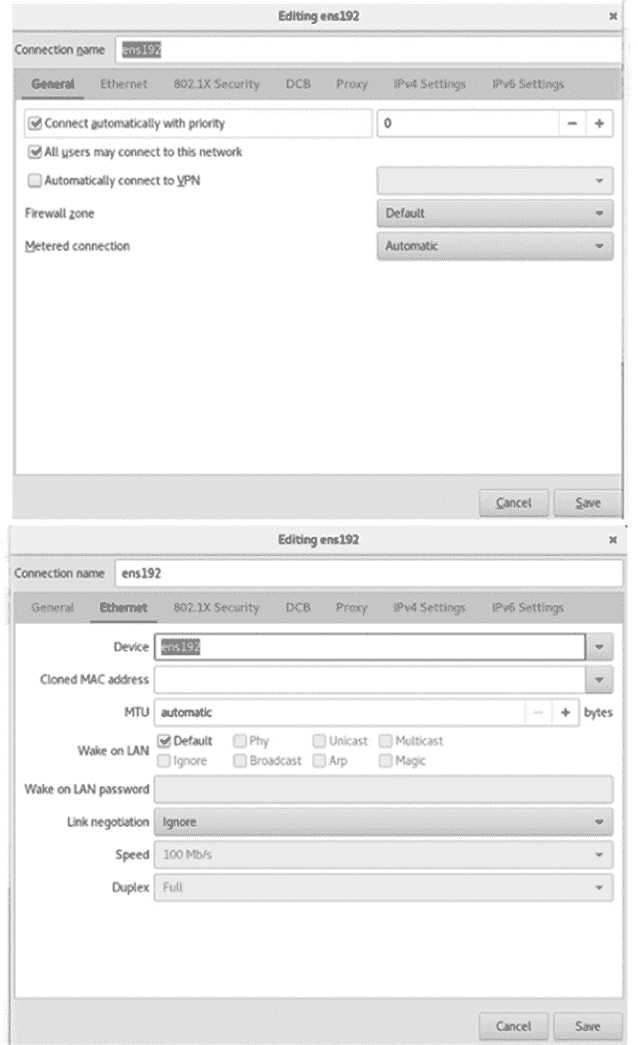 Editing ens192
Connection name ens192
General Ethernet 802.1X Security DCB Proxy IPv4 Settings IPv6 Settings
Connect automatically with priority 0 − +
All users may connect to this network
Automatically connect to VPN
Firewall zone Default
Metered connection Automatic
Cancel Save
Editing ens192
Connection name ens192
General Ethernet 802.1X Security DCB Proxy IPv4 Settings IPv6 Settings
Device ens192
Cloned MAC address
MTU automatic − + bytes
Wake on LAN
Default Phy Unicast Multicast
Ignore Broadcast Arp Magic
Wake on LAN password
Link negotiation Ignore
Speed 100 Mb/s
Duplex Full
Cancel Save